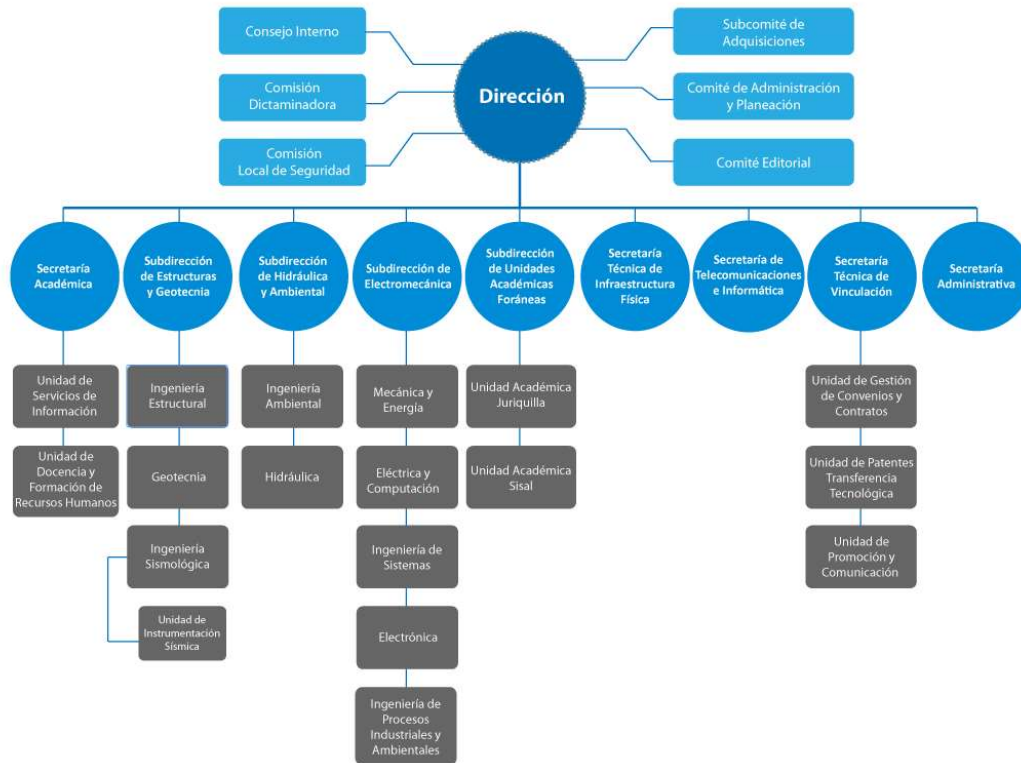 Consejo Interno
Comisión
Dictaminadora
Comisión
Local de Seguridad
Dirección
Subcomité de
Adquisiciones
Comité de Administración
y Planeación
Comité Editorial
Secretaría
Académica
Subdirección
de Estructuras
y Geotecnia
Subdirección
de Hidráulica
y Ambiental
Subdirección de
Electromecánica
Subdirección
de Unidades
Académicas
Foráneas
Secretaría
Técnica de
Infraestructura
Física
Secretaría de
Telecomunicaciones
e Informática
Secretaría
Técnica de
Vinculación
Secretaría
Administrativa
Unidad de
Servicios de
Información
Unidad de
Docencia y
Formación de
Recursos Humanos
Ingeniería
Estructural
Geotecnia
Ingeniería
Sismológica
Unidad de
Instrumentación
Sísmica
Ingeniería
Ambiental
Hidráulica
Mecánica y
Energía
Eléctrica y
Computación
Ingeniería de
Sistemas
Electrónica
Ingeniería de
Procesos
Industriales y
Ambientales
Unidad Académica
Juriquilla
Unidad Académica
Sisal
Unidad de Gestión
de Convenios y
Contratos
Unidad de Patentes
Transferencia
Tecnológica
Unidad de
Promoción y
Comunicación